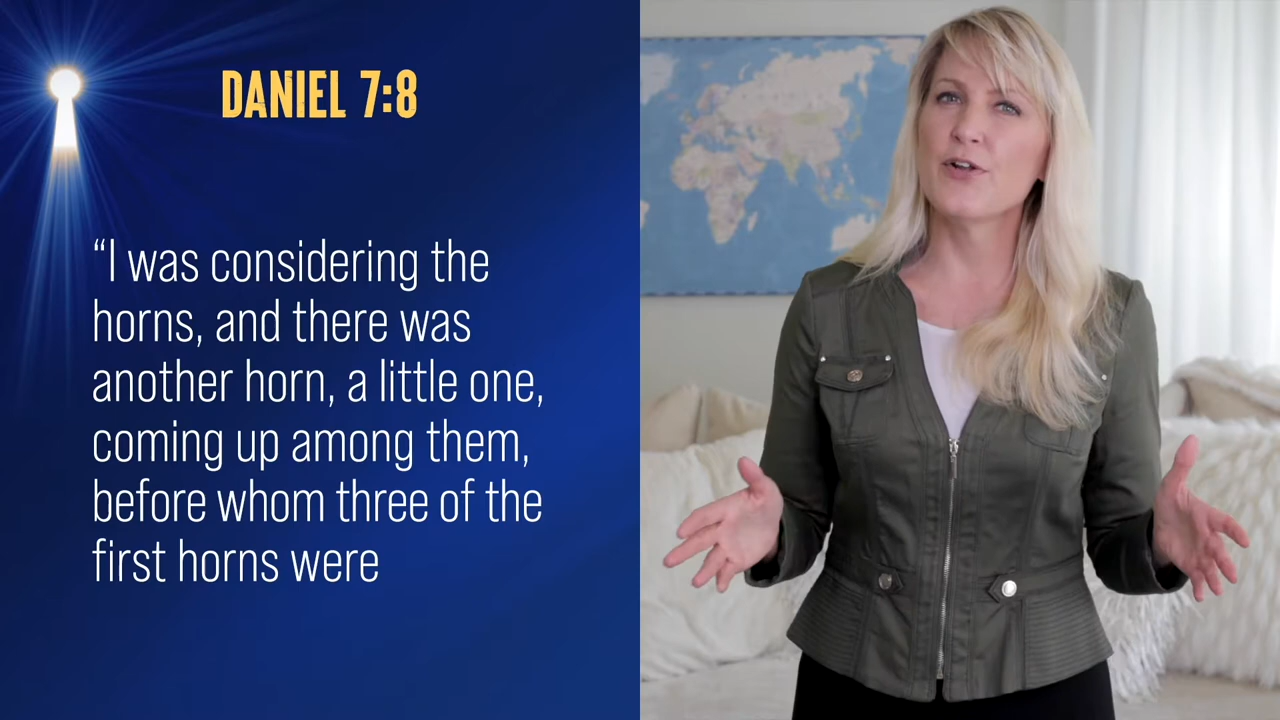 DANIEL 7:8
“I was considering the
horns, and there was
another horn, a little one,
coming up among them,
before whom three of the
first horns were